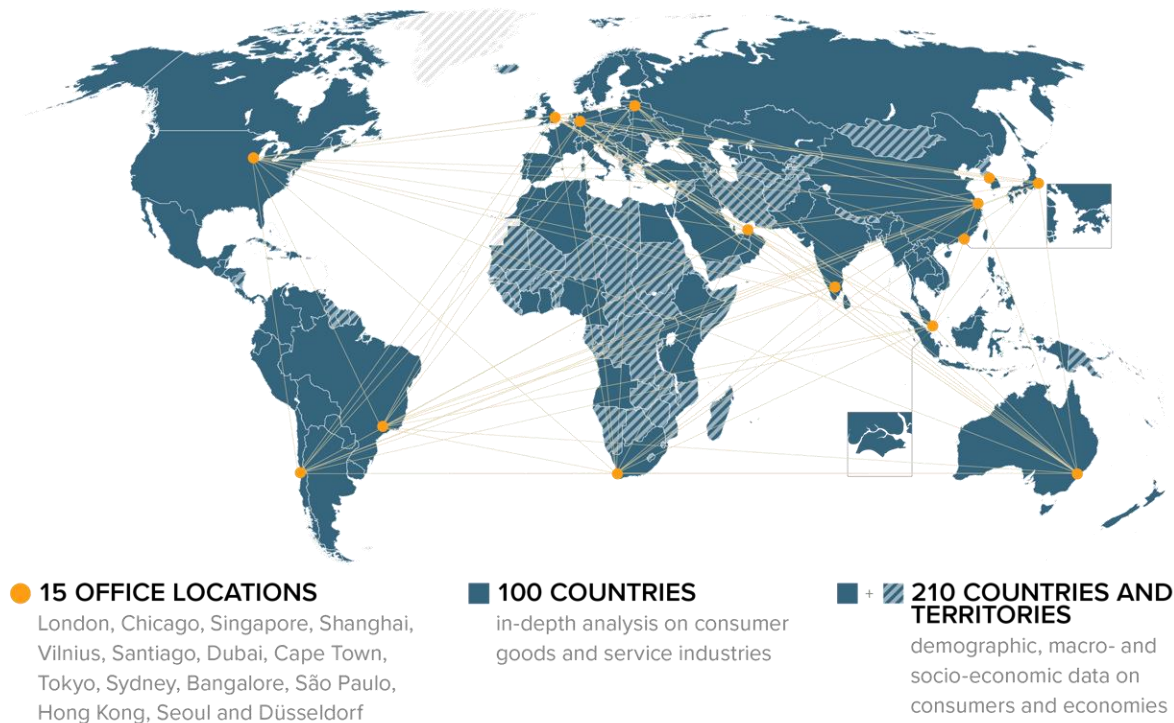 15 OFFICE LOCATIONS
London, Chicago, Singapore, Shanghai,
Vilnius, Santiago, Dubai, Cape Town,
Tokyo, Sydney, Bangalore, São Paulo,
Hong Kong, Seoul and Düsseldorf
100 COUNTRIES
in-depth analysis on consumer
goods and service industries
+ 210 COUNTRIES AND
TERRITORIES
demographic, macro- and
socio-economic data on
consumers and economies